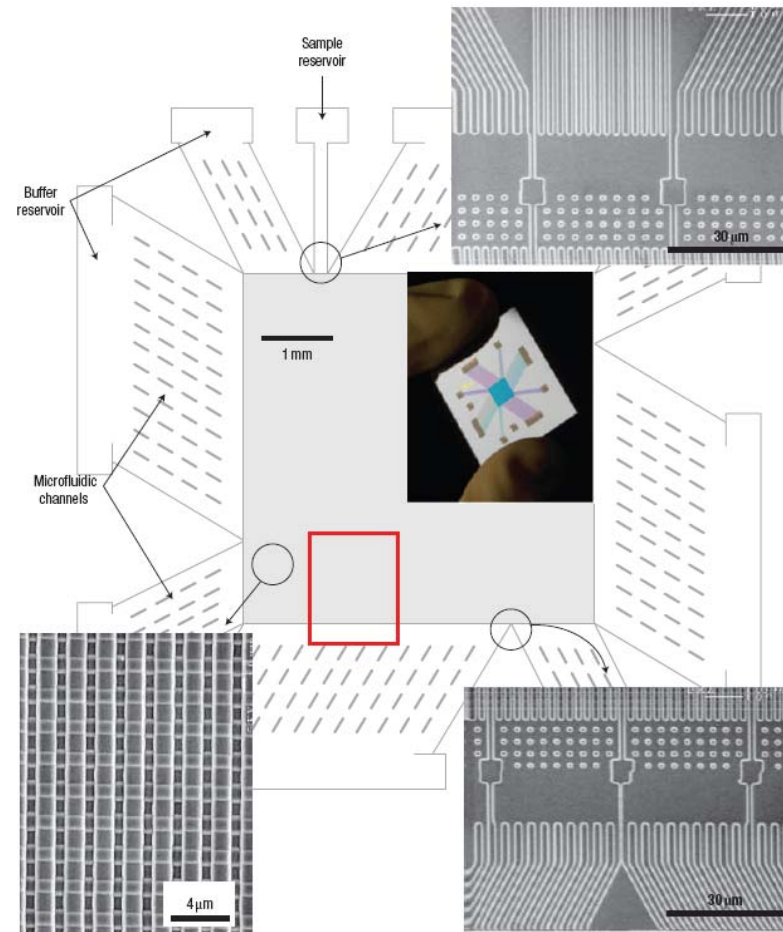 Sample
reservoir
Buffer
reservoir
30 μm
1 mm
Microfluidic
channels
4 μm
30 μm